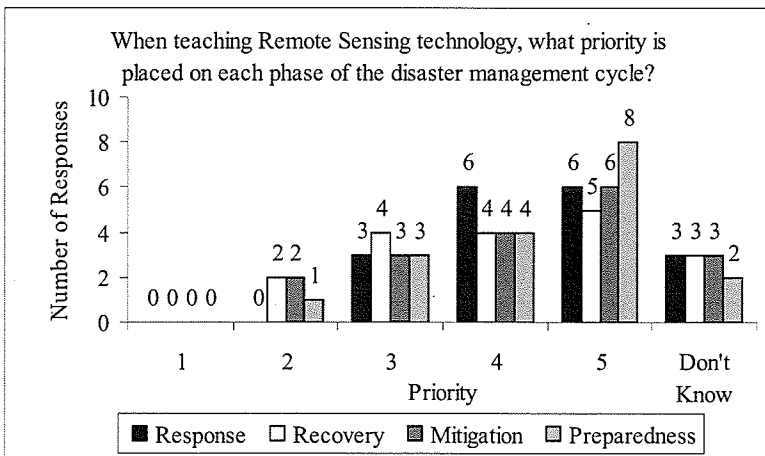 When teaching Remote Sensing technology, what priority is
placed on each phase of the disaster management cycle?
Number of Responses
10
8
6
4
2
0
0 0 0 0
0 2 2 1
3 4 3 3
6 4 4 4
6 5 6 8
3 3 3 2
1 2 3 4 5 Don't
Know
Priority
Response Recovery Mitigation Preparedness